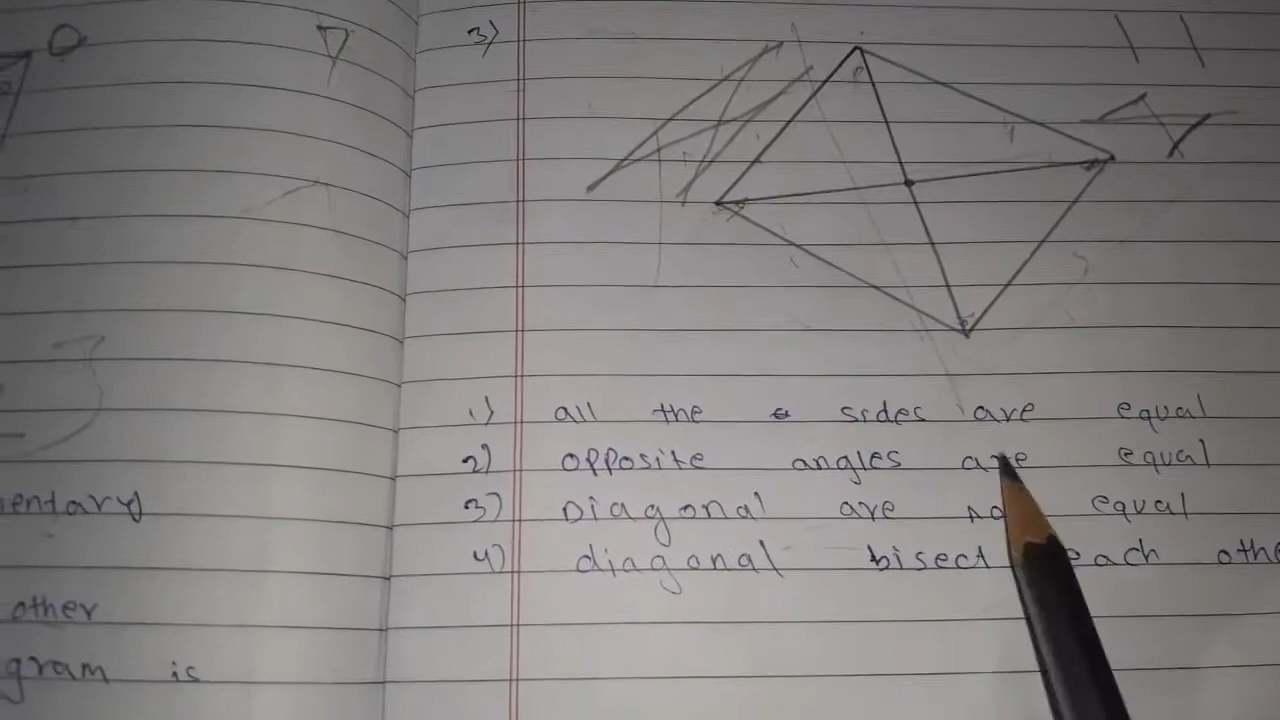 3)
1) all the sides are equal
2) opposite angles are equal
3) Diagonal are equal
4) diagonal bisect each othe
entary
other
gram is